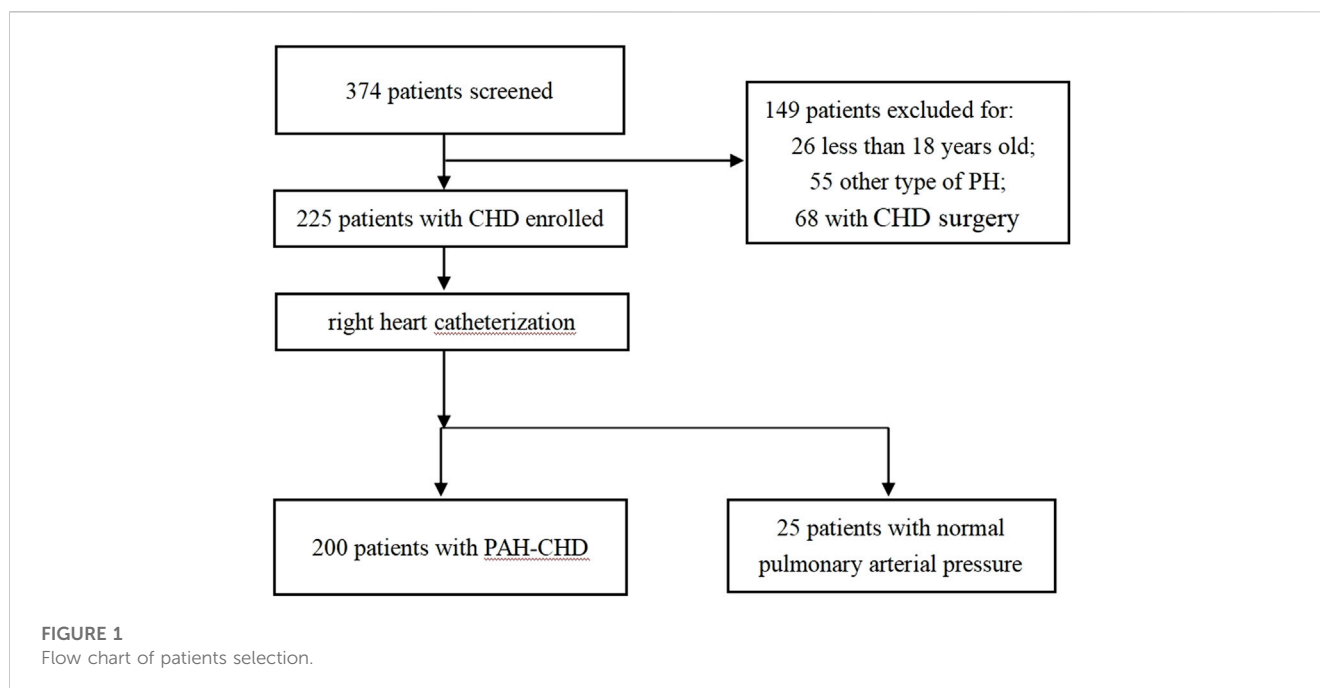 374 patients screened
149 patients excluded for:
26 less than 18 years old;
55 other type of PH;
68 with CHD surgery
225 patients with CHD enrolled
right heart catheterization
200 patients with PAH-CHD
25 patients with normal
pulmonary arterial pressure
FIGURE 1
Flow chart of patients selection.